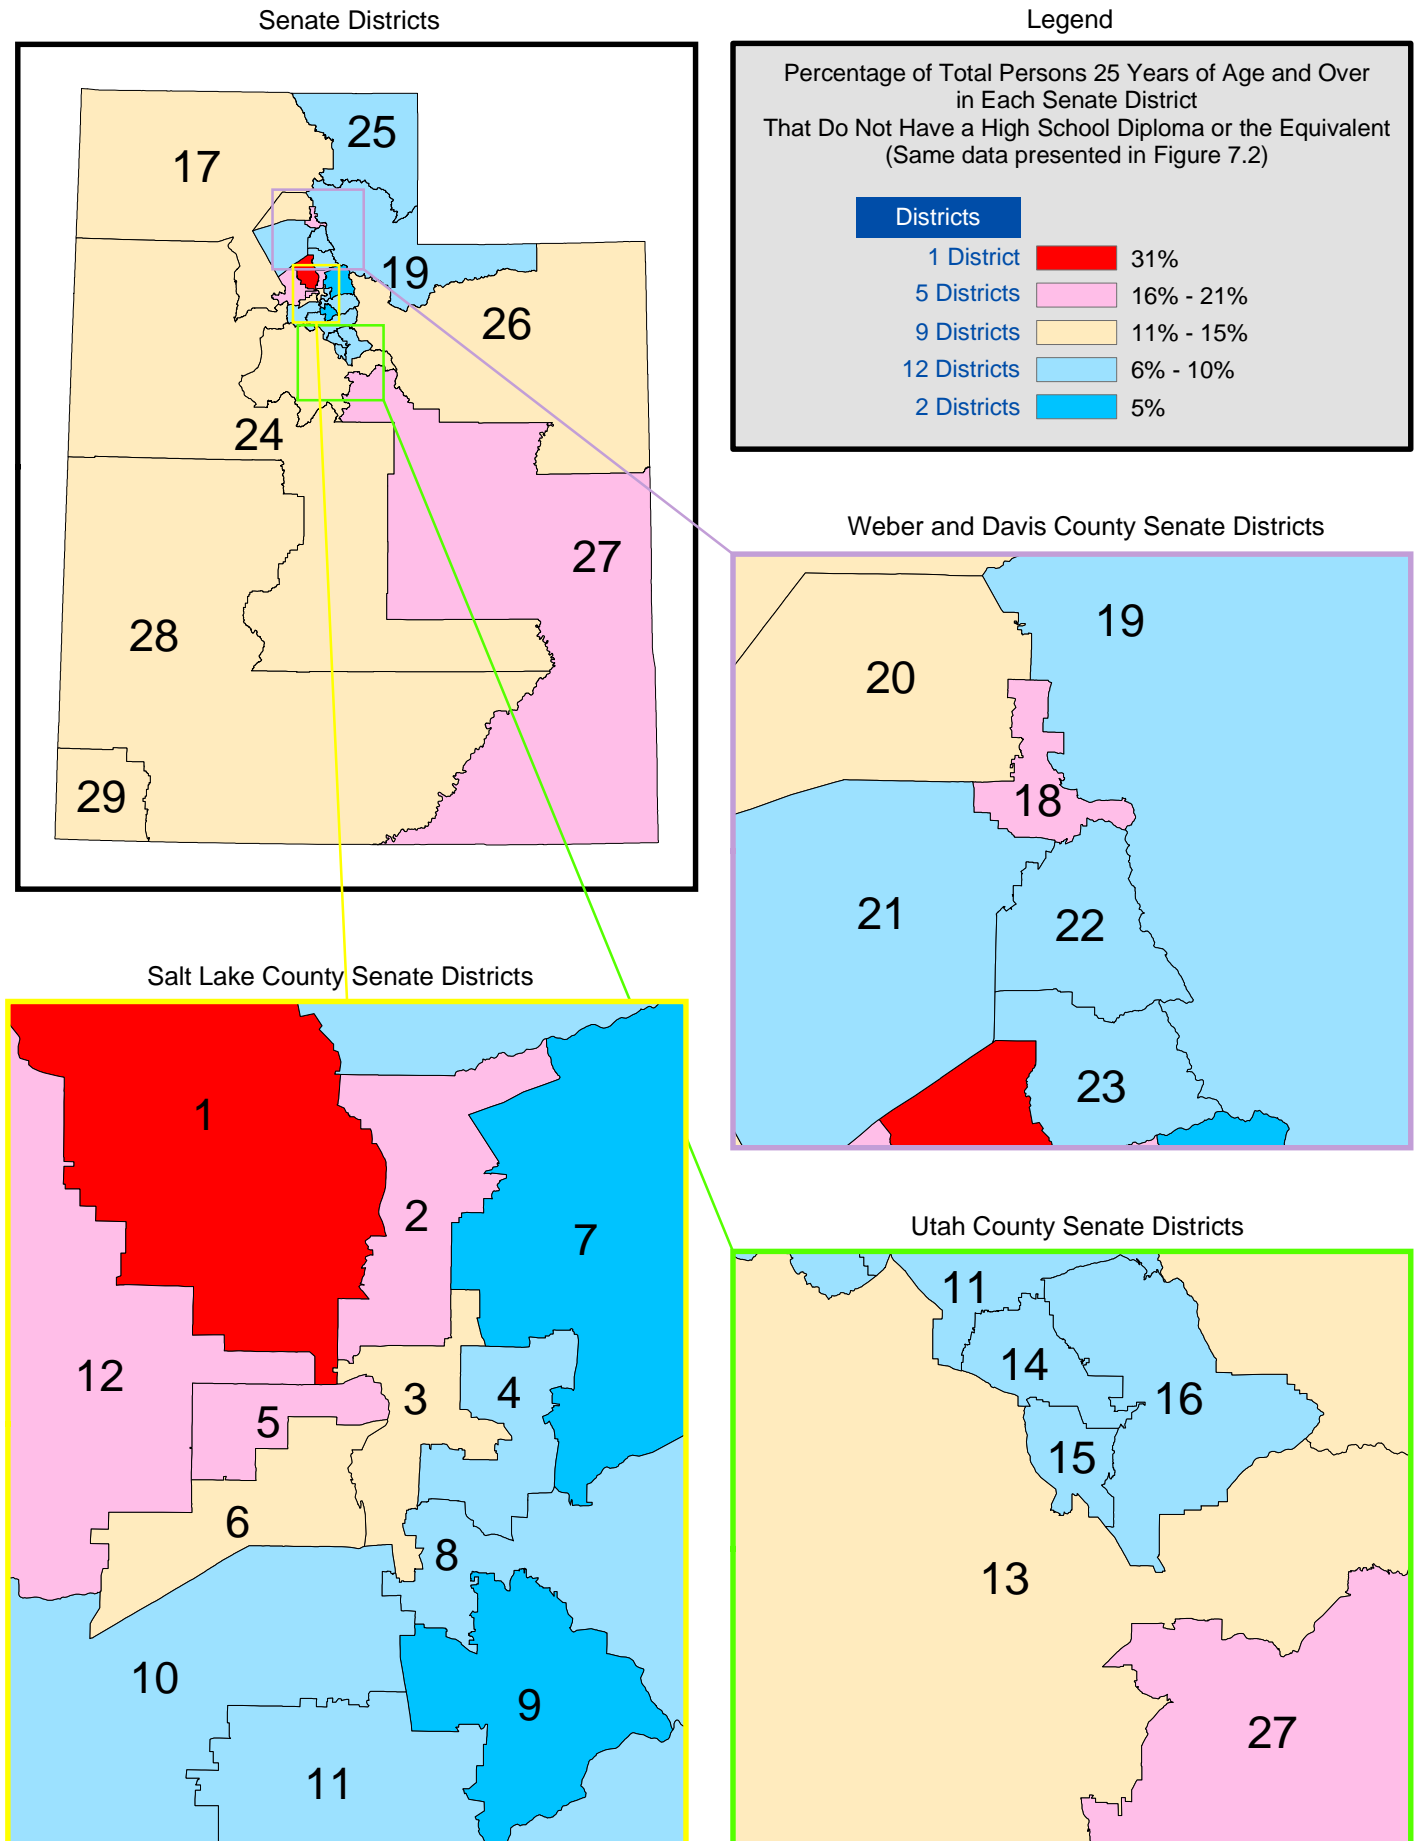 Senate Districts
17
25
19
26
24
27
28
29
Legend
Percentage of Total Persons 25 Years of Age and Over
in Each Senate District
That Do Not Have a High School Diploma or the Equivalent
(Same data presented in Figure 7.2)
Districts
1 District 31%
5 Districts 16% - 21%
9 Districts 11% - 15%
12 Districts 6% - 10%
2 Districts 5%
Weber and Davis County Senate Districts
19
20
18
21
22
23
Salt Lake County Senate Districts
1
2
7
12
3
4
5
6
8
10
9
11
Utah County Senate Districts
11
14
16
15
13
27